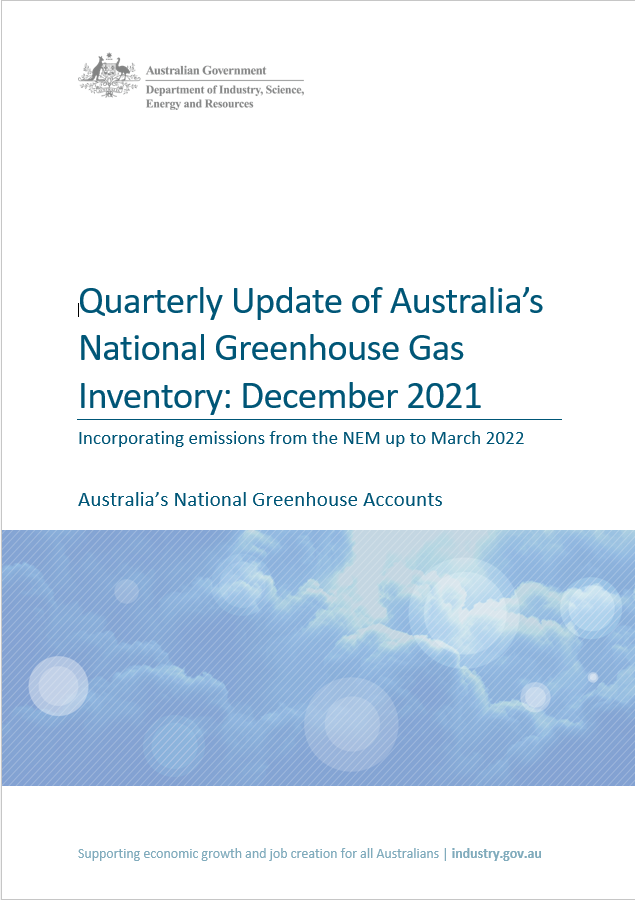 Australian Government
Department of Industry, Science,
Energy and Resources
Quarterly Update of Australia’s
National Greenhouse Gas
Inventory: December 2021
Incorporating emissions from the NEM up to March 2022
Australia’s National Greenhouse Accounts
Supporting economic growth and job creation for all Australians | industry.gov.au